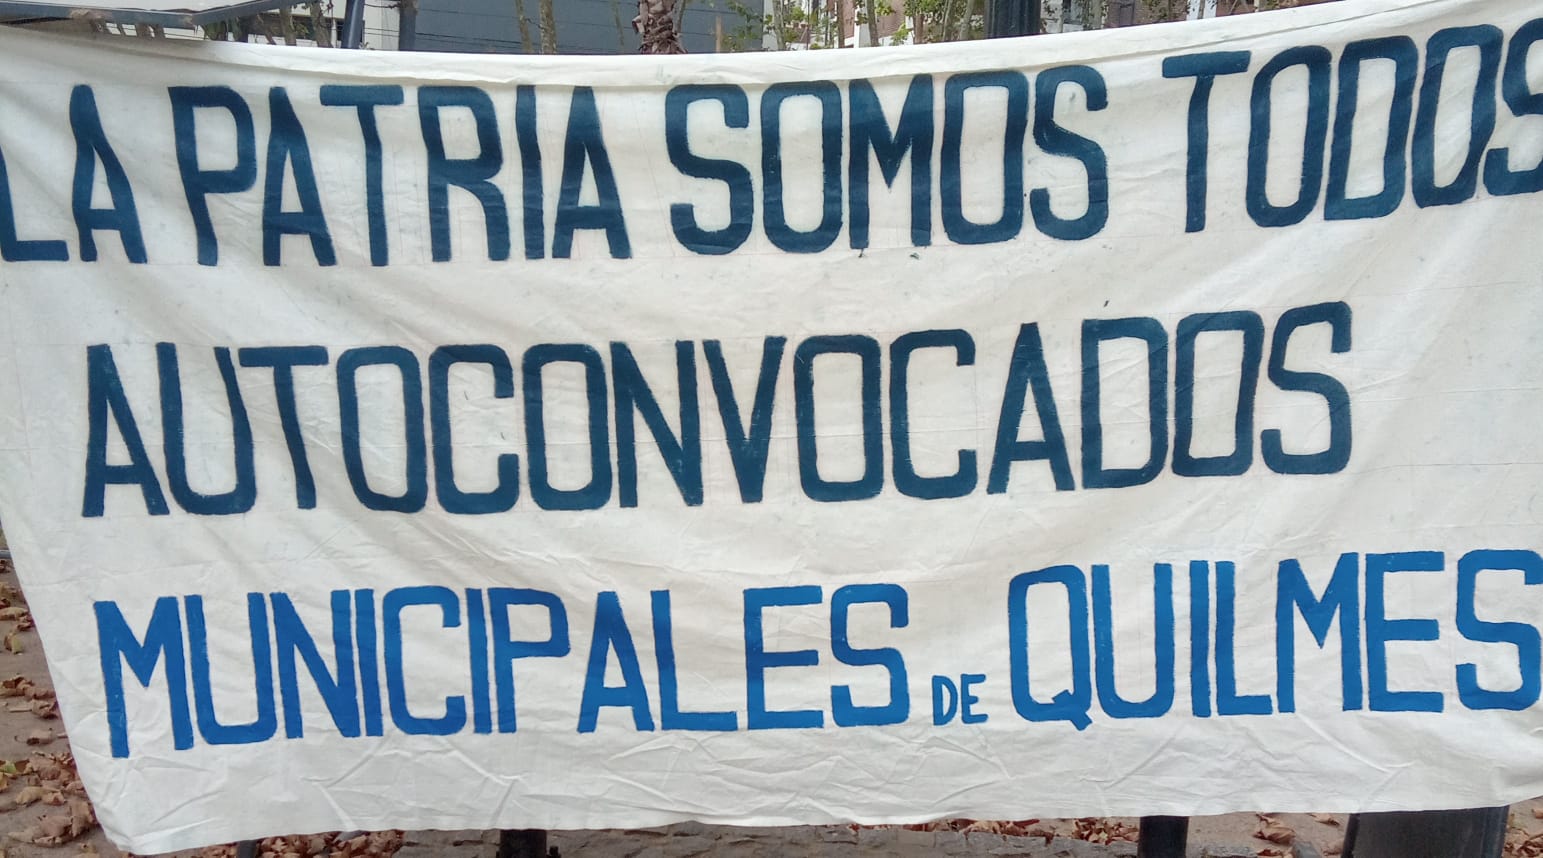 LA PATRIA SOMOS TODOS
AUTOCONVOCADOS
MUNICIPALES DE QUILMES